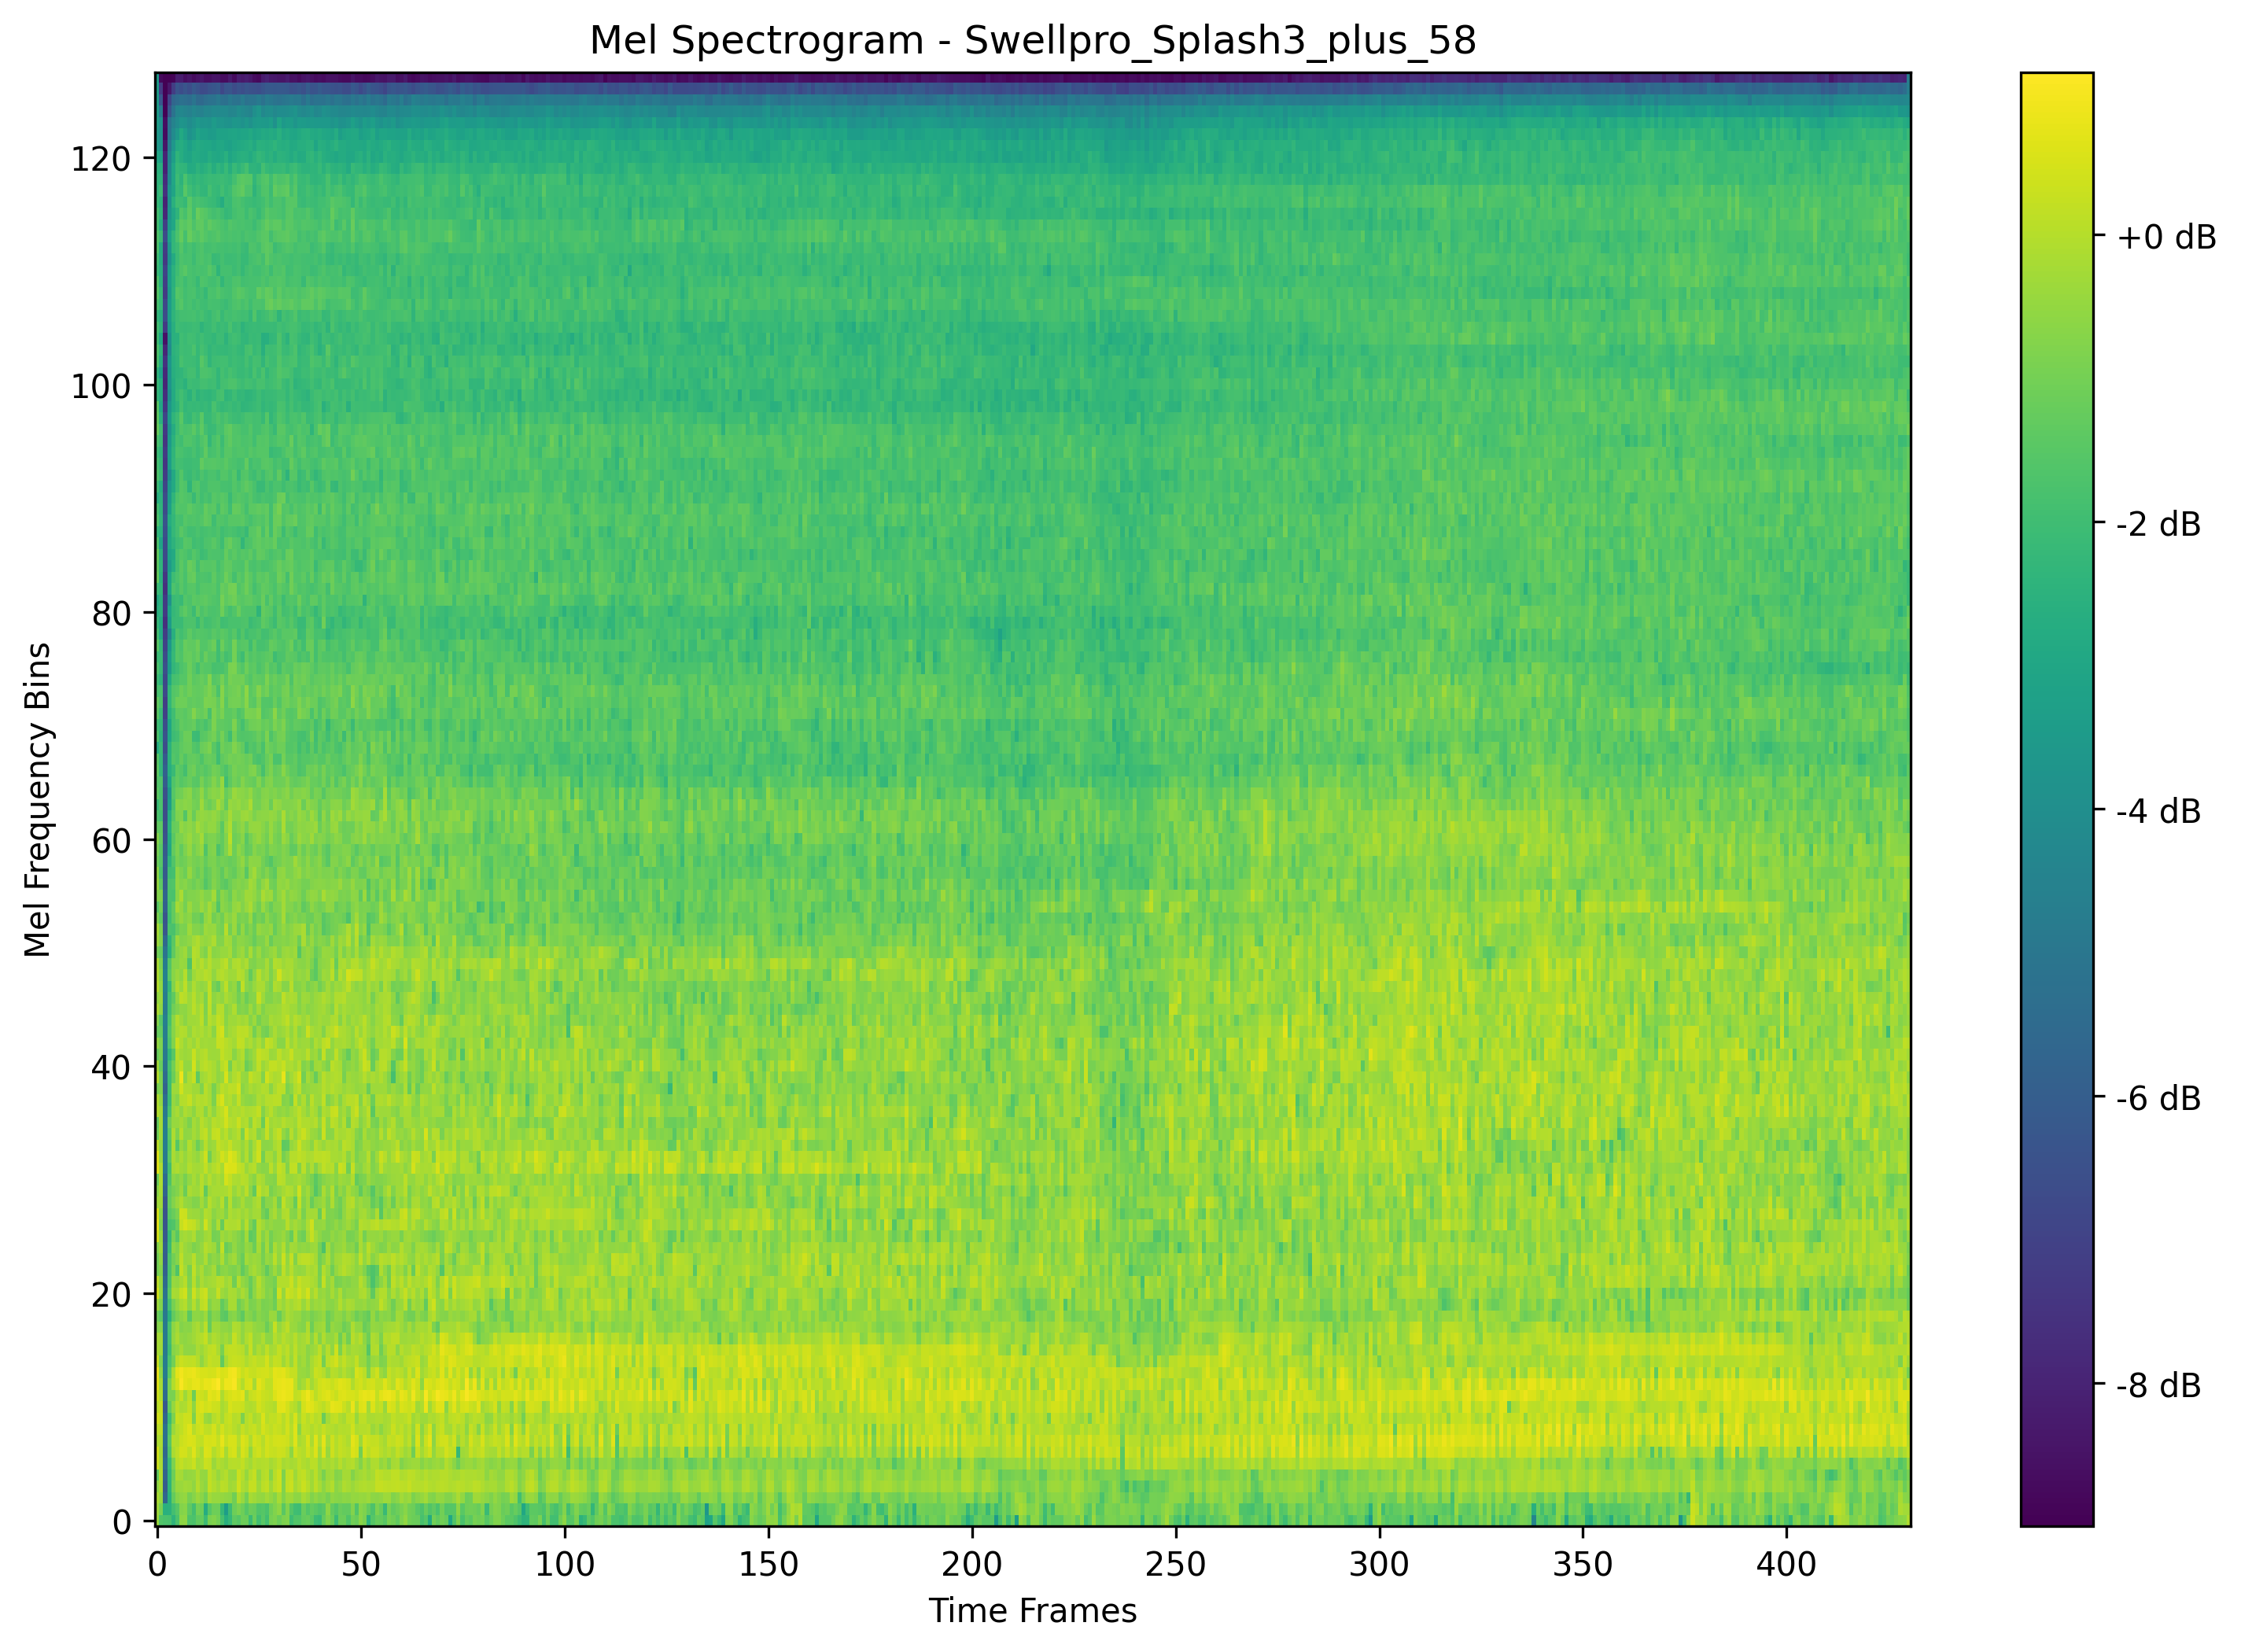 Mel Spectrogram - Swellpro_Splash3_plus_58
Mel Frequency Bins
120
100
80
60
40
20
0
0 50 100 150 200 250 300 350 400
Time Frames
+0 dB
-2 dB
-4 dB
-6 dB
-8 dB